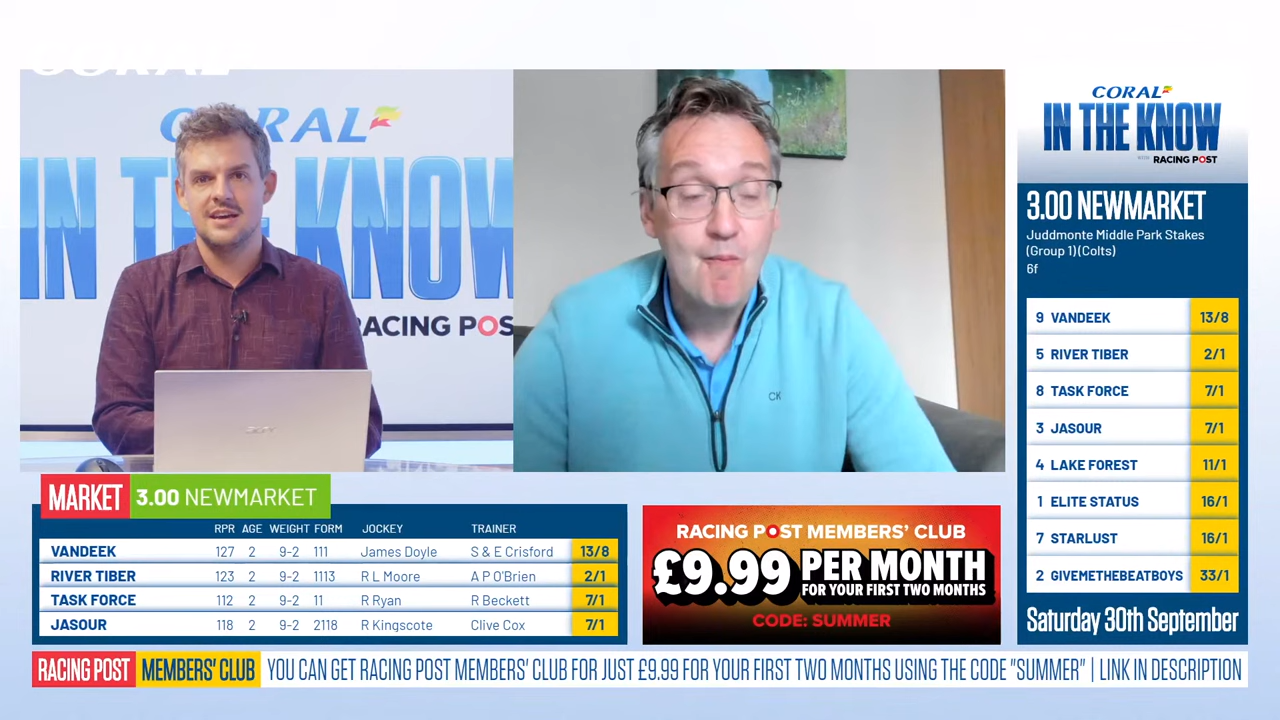 CORAL
CORAL
IN THE KNOW
RACING POST
CK
acer
CORAL
IN THE KNOW
WITH RACING POST
3.00 NEWMARKET
Juddmonte Middle Park Stakes
(Group 1)(Colts)
6f
9 VANDEEK 13/8
5 RIVER TIBER 2/1
8 TASK FORCE 7/1
3 JASOUR 7/1
4 LAKE FOREST 11/1
1 ELITE STATUS 16/1
7 STARLUST 16/1
2 GIVEMETHEBEATBOYS 33/1
Saturday 30th September
MARKET 3.00 NEWMARKET
RPR AGE WEIGHT FORM JOCKEY TRAINER
VANDEEK 127 2 9-2 111 James Doyle S & E Crisford 13/8
RIVER TIBER 123 2 9-2 1113 R L Moore A P O'Brien 2/1
TASK FORCE 112 2 9-2 11 R Ryan R Beckett 7/1
JASOUR 118 2 9-2 2118 R Kingscote Clive Cox 7/1
RACING POST MEMBERS' CLUB
£9.99 PER MONTH
FOR YOUR FIRST TWO MONTHS
CODE: SUMMER
RACING POST MEMBERS' CLUB YOU CAN GET RACING POST MEMBERS' CLUB FOR JUST £9.99 FOR YOUR FIRST TWO MONTHS USING THE CODE "SUMMER" | LINK IN DESCRIPTION